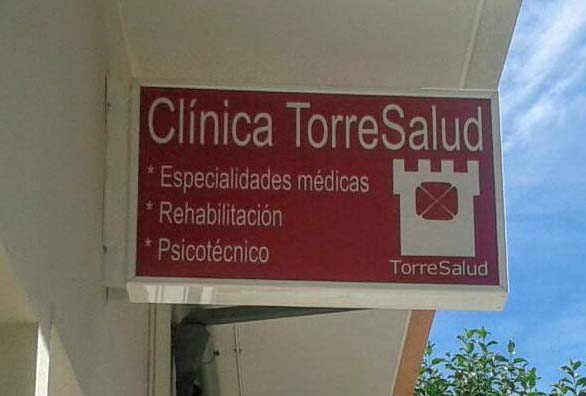 Clínica TorreSalud
* Especialidades médicas
* Rehabilitación
* Psicotécnico
TorreSalud